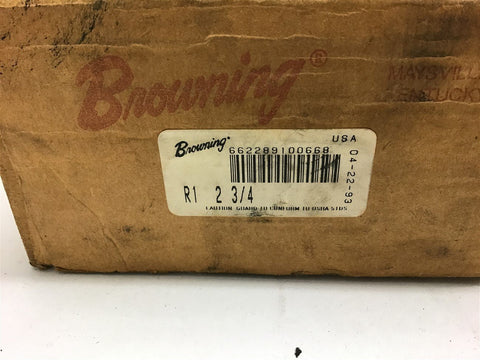 Browning®
MAYSVILL
KENTUCKY
Browning
USA
662289100668
04-22-93
R1 2 3/4
CAUTION GUARD TO CONFORM TO OSHA STDS